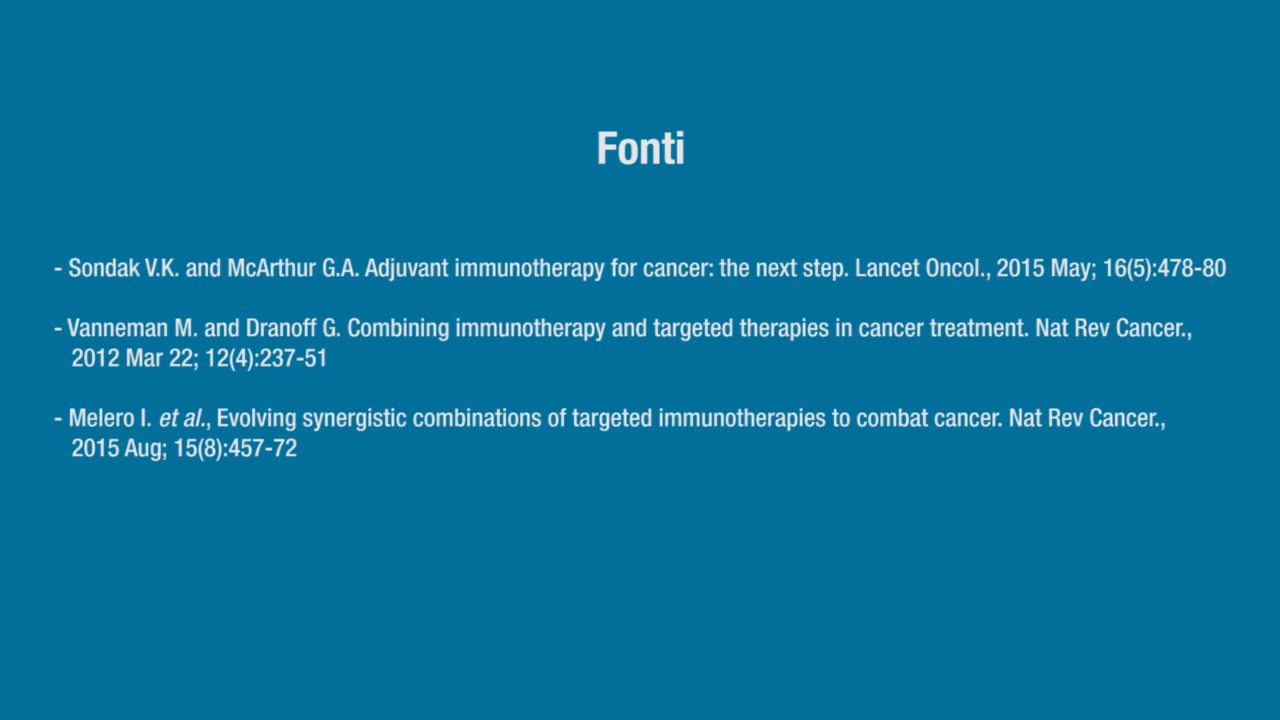 Fonti
- Sondak V.K. and McArthur G.A. Adjuvant immunotherapy for cancer: the next step. Lancet Oncol., 2015 May; 16(5):478-80
- Vanneman M. and Dranoff G. Combining immunotherapy and targeted therapies in cancer treatment. Nat Rev Cancer.,
2012 Mar 22; 12(4):237-51
- Melero I. et al., Evolving synergistic combinations of targeted immunotherapies to combat cancer. Nat Rev Cancer.,
2015 Aug; 15(8):457-72